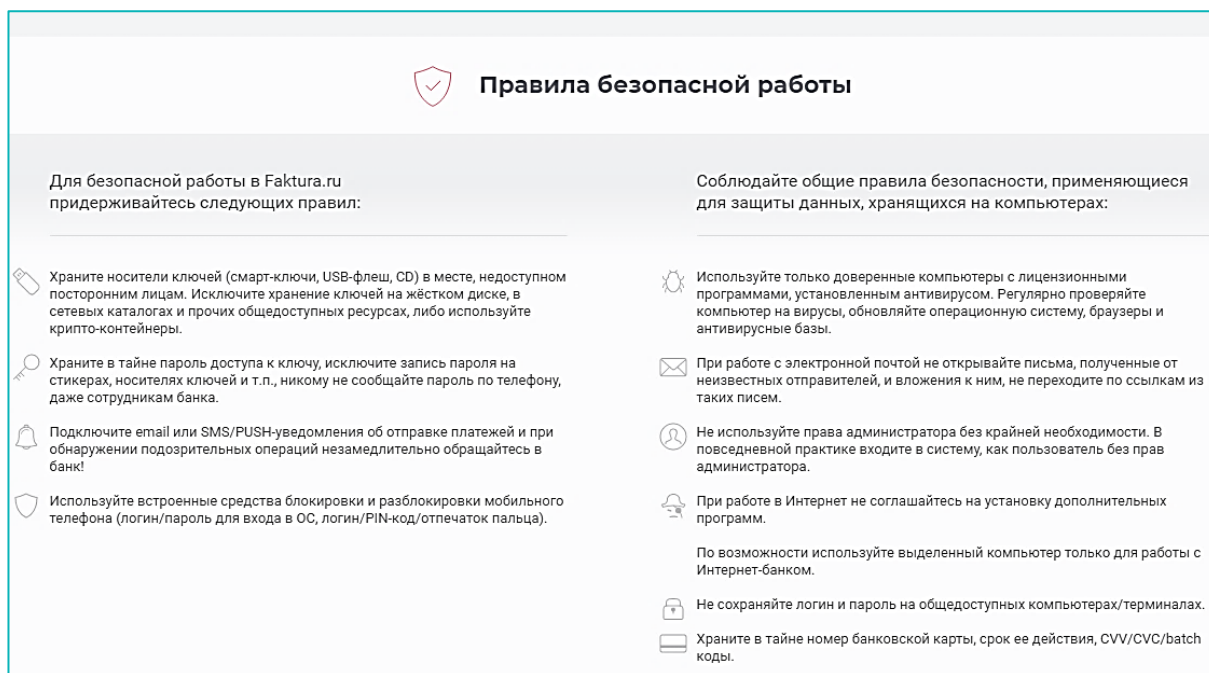 Правила безопасной работы
Для безопасной работы в Faktura.ru
придерживайтесь следующих правил:
Храните носители ключей (смарт-ключи, USB-флеш, CD) в месте, недоступном
посторонним лицам. Исключите хранение ключей на жёстком диске, в
сетевых каталогах и прочих общедоступных ресурсах, либо используйте
крипто-контейнеры.
Храните в тайне пароль доступа к ключу, исключите запись пароля на
стикерах, носителях ключей и т.п., никому не сообщайте пароль по телефону,
даже сотрудникам банка.
Подключите email или SMS/PUSH-уведомления об отправке платежей и при
обнаружении подозрительных операций незамедлительно обращайтесь в
банк!
Используйте встроенные средства блокировки и разблокировки мобильного
телефона (логин/пароль для входа в ОС, логин/PIN-код/отпечаток пальца).
Соблюдайте общие правила безопасности, применяющиеся
для защиты данных, хранящихся на компьютерах:
Используйте только доверенные компьютеры с лицензионными
программами, установленным антивирусом. Регулярно проверяйте
компьютер на вирусы, обновляйте операционную систему, браузеры и
антивирусные базы.
При работе с электронной почтой не открывайте письма, полученные от
неизвестных отправителей, и вложения к ним, не переходите по ссылкам из
таких писем.
Не используйте права администратора без крайней необходимости. В
повседневной практике входите в систему, как пользователь без прав
администратора.
При работе в Интернет не соглашайтесь на установку дополнительных
программ.
По возможности используйте выделенный компьютер только для работы с
Интернет-банком.
Не сохраняйте логин и пароль на общедоступных компьютерах/терминалах.
Храните в тайне номер банковской карты, срок ее действия, CVV/CVC/batch
коды.